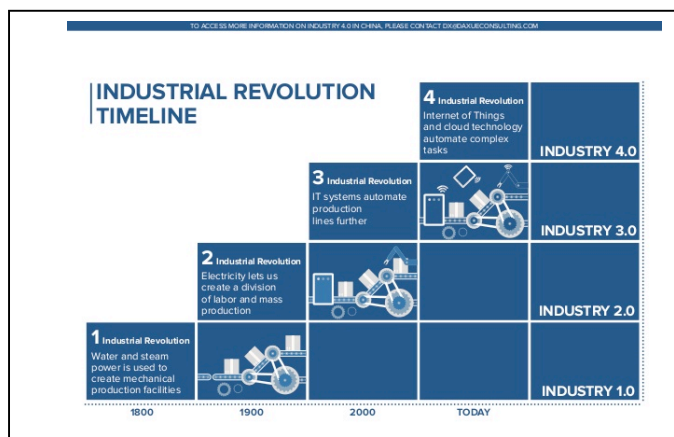 TO ACCESS MORE INFORMATION ON INDUSTRY 4.0 IN CHINA, PLEASE CONTACT DX@DAXUECONSULTING.COM
INDUSTRIAL REVOLUTION
TIMELINE
4 Industrial Revolution
Internet of Things
and cloud technology
automate complex
tasks
INDUSTRY 4.0
3 Industrial Revolution
IT systems automate
production
lines further
INDUSTRY 3.0
2 Industrial Revolution
Electricity lets us
create a division
of labor and mass
production
INDUSTRY 2.0
1 Industrial Revolution
Water and steam
power is used to
create mechanical
production facilities
INDUSTRY 1.0
1800 1900 2000 TODAY